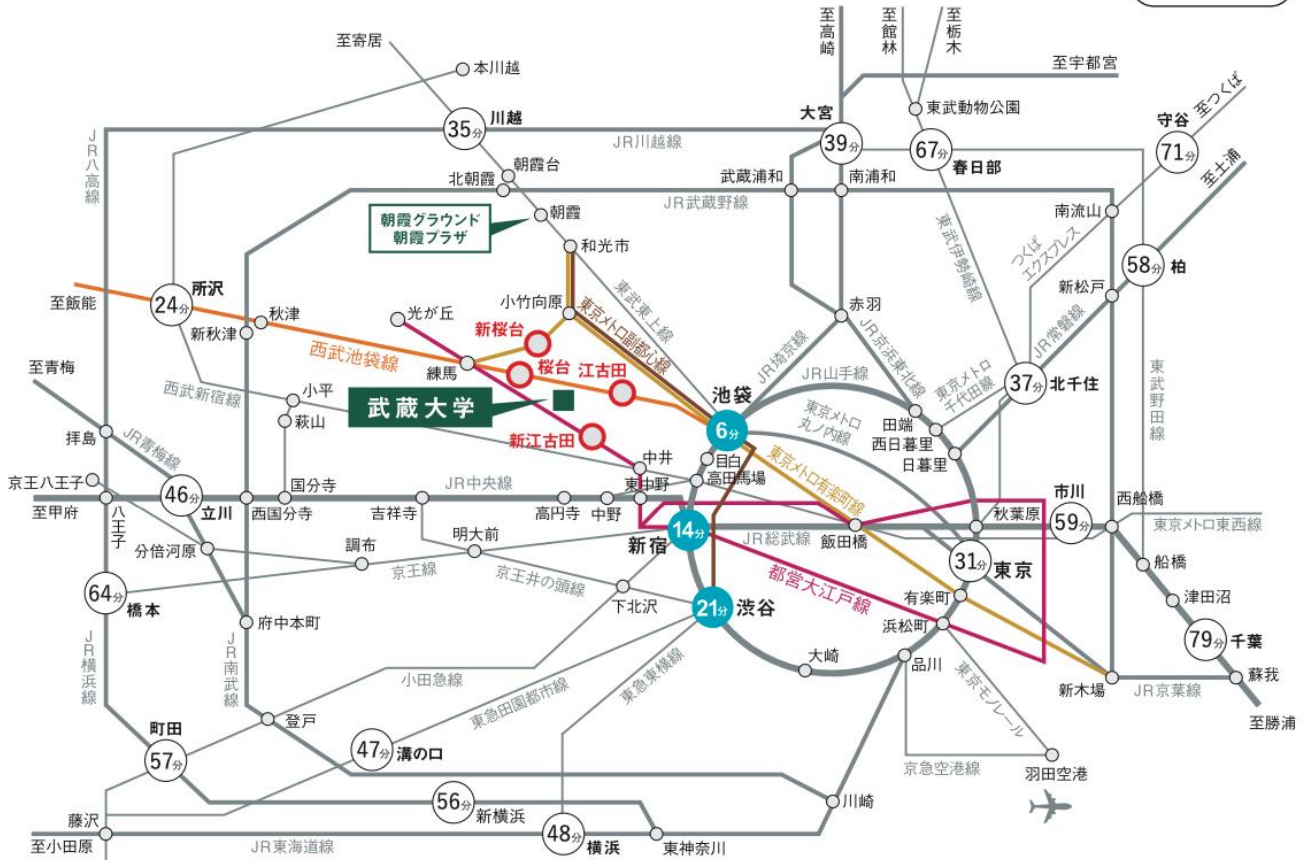 至高崎
至館林
至栃木
至寄居
本川越
至宇都宮
東武動物公園
守谷
至つくば
川越
35分
大宮
39分
67分
春日部
71分
JR八高線
JR川越線
朝霞台
北朝霞
武蔵浦和
南浦和
JR武蔵野線
至土浦
朝霞グラウンド
朝霞プラザ
朝霞
和光市
南流山
つくば
エクスプレス
東武伊勢崎線
58分
柏
所沢
24分
至飯能
秋津
新秋津
光が丘
小竹向原
東武東上線
東京メトロ副都心線
赤羽
新松戸
JR常磐線
新桜台
西武池袋線
練馬
桜台
江古田
JR埼京線
JR京浜東北線
JR山手線
東京メトロ
千代田線
37分
北千住
東武野田線
至青梅
西武新宿線
小平
萩山
武蔵大学
池袋
6分
東京メトロ
丸ノ内線
田端
西日暮里
日暮里
拝島
JR青梅線
新江古田
中井
目白
高田馬場
東京メトロ有楽町線
京王八王子
46分
立川
国分寺
JR中央線
東中野
市川
西船橋
至甲府
八王子
西国分寺
吉祥寺
高円寺
中野
14分
新宿
JR総武線
飯田橋
秋葉原
59分
東京メトロ東西線
分倍河原
調布
明大前
京王線
京王井の頭線
31分
東京
船橋
64分
橋本
下北沢
21分
渋谷
都営大江戸線
有楽町
津田沼
府中本町
浜松町
79分
千葉
JR横浜線
JR南武線
小田急線
東急東横線
大崎
品川
東京モノレール
新木場
JR京葉線
蘇我
至勝浦
町田
57分
登戸
東急田園都市線
47分
溝の口
京急空港線
羽田空港
56分
新横浜
川崎
藤沢
至小田原
JR東海道線
48分
横浜
東神奈川